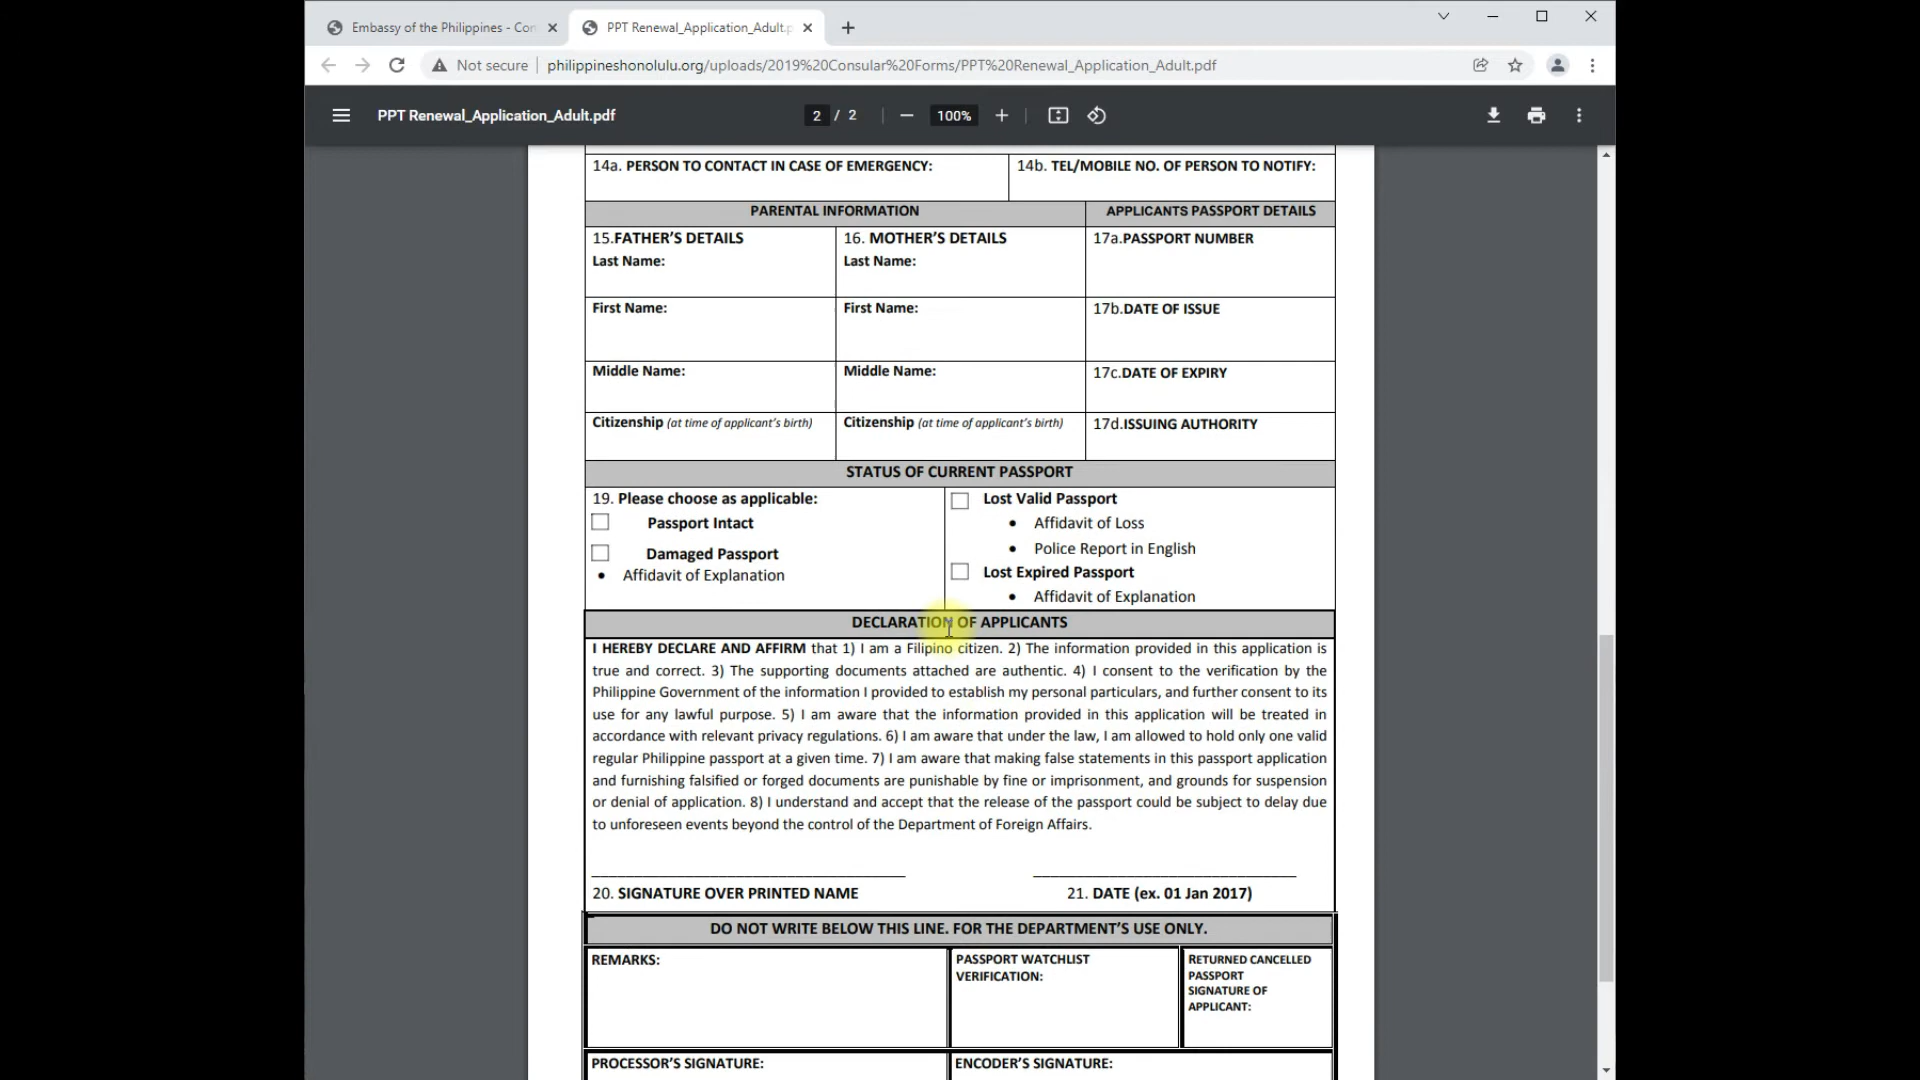 Embassy of the Philippines - Con
PPT Renewal_Application_Adult.p
Not secure
philippineshonolulu.org/uploads/2019%20Consular%20Forms/PPT%20Renewal_Application_Adult.pdf
PPT Renewal_Application_Adult.pdf
2 / 2
100%
14a. PERSON TO CONTACT IN CASE OF EMERGENCY:
14b. TEL/MOBILE NO. OF PERSON TO NOTIFY:
PARENTAL INFORMATION
APPLICANTS PASSPORT DETAILS
15.FATHER'S DETAILS
16. MOTHER'S DETAILS
17a.PASSPORT NUMBER
Last Name:
Last Name:
First Name:
First Name:
17b.DATE OF ISSUE
Middle Name:
Middle Name:
17c.DATE OF EXPIRY
Citizenship (at time of applicant's birth)
Citizenship (at time of applicant's birth)
17d.ISSUING AUTHORITY
STATUS OF CURRENT PASSPORT
19. Please choose as applicable:
Passport Intact
Damaged Passport
• Affidavit of Explanation
Lost Valid Passport
• Affidavit of Loss
• Police Report in English
Lost Expired Passport
• Affidavit of Explanation
DECLARATION OF APPLICANTS
I HEREBY DECLARE AND AFFIRM that 1) I am a Filipino citizen. 2) The information provided in this application is
true and correct. 3) The supporting documents attached are authentic. 4) I consent to the verification by the
Philippine Government of the information I provided to establish my personal particulars, and further consent to its
use for any lawful purpose. 5) I am aware that the information provided in this application will be treated in
accordance with relevant privacy regulations. 6) I am aware that under the law, I am allowed to hold only one valid
regular Philippine passport at a given time. 7) I am aware that making false statements in this passport application
and furnishing falsified or forged documents are punishable by fine or imprisonment, and grounds for suspension
or denial of application. 8) I understand and accept that the release of the passport could be subject to delay due
to unforeseen events beyond the control of the Department of Foreign Affairs.
20. SIGNATURE OVER PRINTED NAME
21. DATE (ex. 01 Jan 2017)
DO NOT WRITE BELOW THIS LINE. FOR THE DEPARTMENT'S USE ONLY.
REMARKS:
PASSPORT WATCHLIST
VERIFICATION:
RETURNED CANCELLED
PASSPORT
SIGNATURE OF
APPLICANT:
PROCESSOR'S SIGNATURE:
ENCODER'S SIGNATURE: